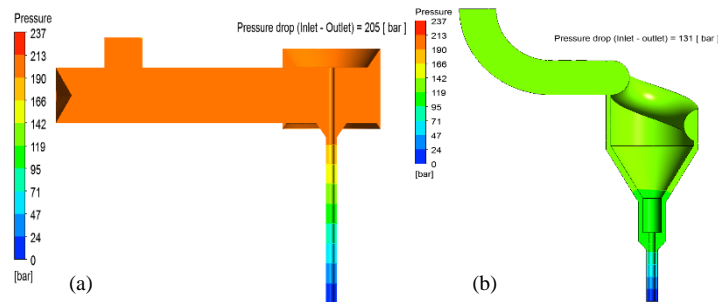 Pressure
237
213
190
166
142
119
95
71
47
24
0
[bar]
Pressure drop (Inlet - Outlet) = 205 [ bar ]
(a)
Pressure
237
213
190
166
142
119
95
71
47
24
0
[bar]
Pressure drop (Inlet - outlet) = 131 [ bar ]
(b)